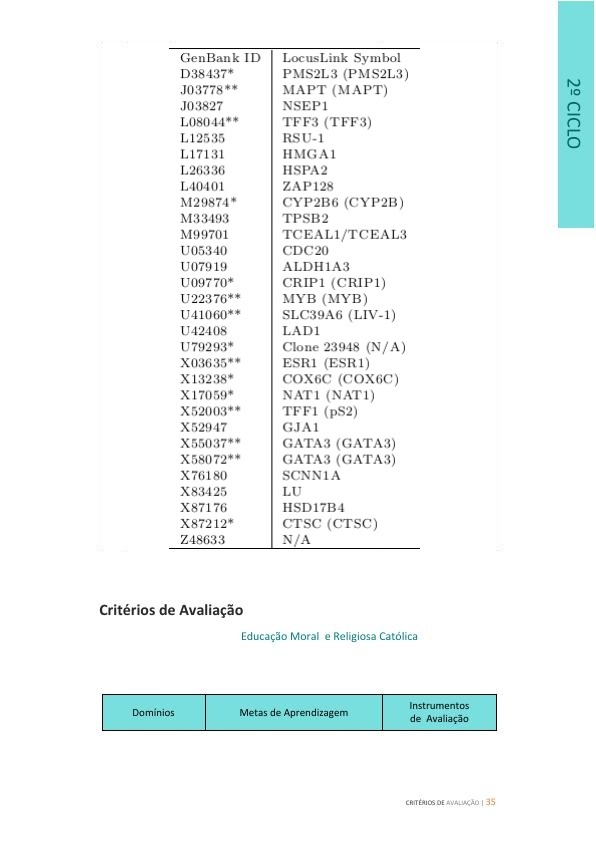 GenBank ID LocusLink Symbol
D38437* PMS2L3 (PMS2L3)
J03778** MAPT (MAPT)
J03827 NSEP1
L08044** TFF3 (TFF3)
L12535 RSU-1
L17131 HMGA1
L26336 HSPA2
L40401 ZAP128
M29874* CYP2B6 (CYP2B)
M33493 TPSB2
M99701 TCEAL1/TCEAL3
U05340 CDC20
U07919 ALDH1A3
U09770* CRIP1 (CRIP1)
U22376** MYB (MYB)
U41060** SLC39A6 (LIV-1)
U42408 LAD1
U79293* Clone 23948 (N/A)
X03635** ESR1 (ESR1)
X13238* COX6C (COX6C)
X17059* NAT1 (NAT1)
X52003** TFF1 (pS2)
X52947 GJA1
X55037** GATA3 (GATA3)
X58072** GATA3 (GATA3)
X76180 SCNN1A
X83425 LU
X87176 HSD17B4
X87212* CTSC (CTSC)
Z48633 N/A
2º CICLO
Critérios de Avaliação
Educação Moral e Religiosa Católica
Domínios Metas de Aprendizagem Instrumentos
de Avaliação
CRITÉRIOS DE AVALIAÇÃO | 35